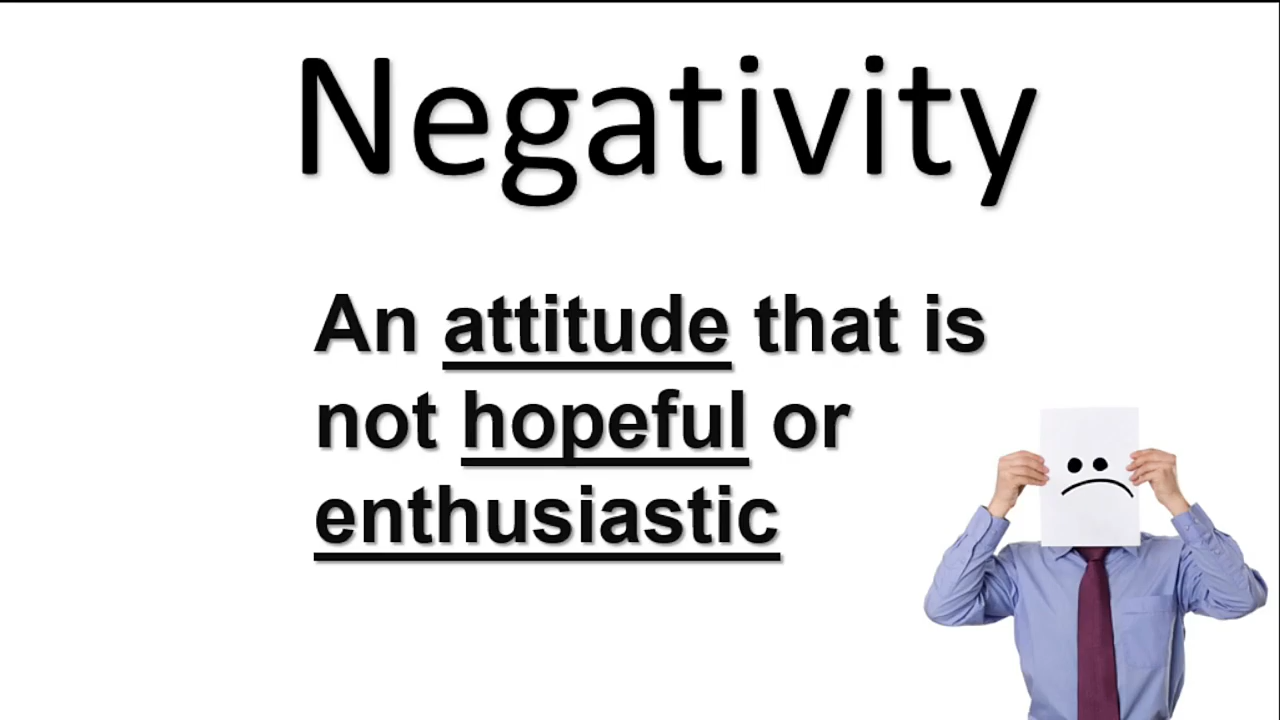 Negativity
An attitude that is
not hopeful or
enthusiastic